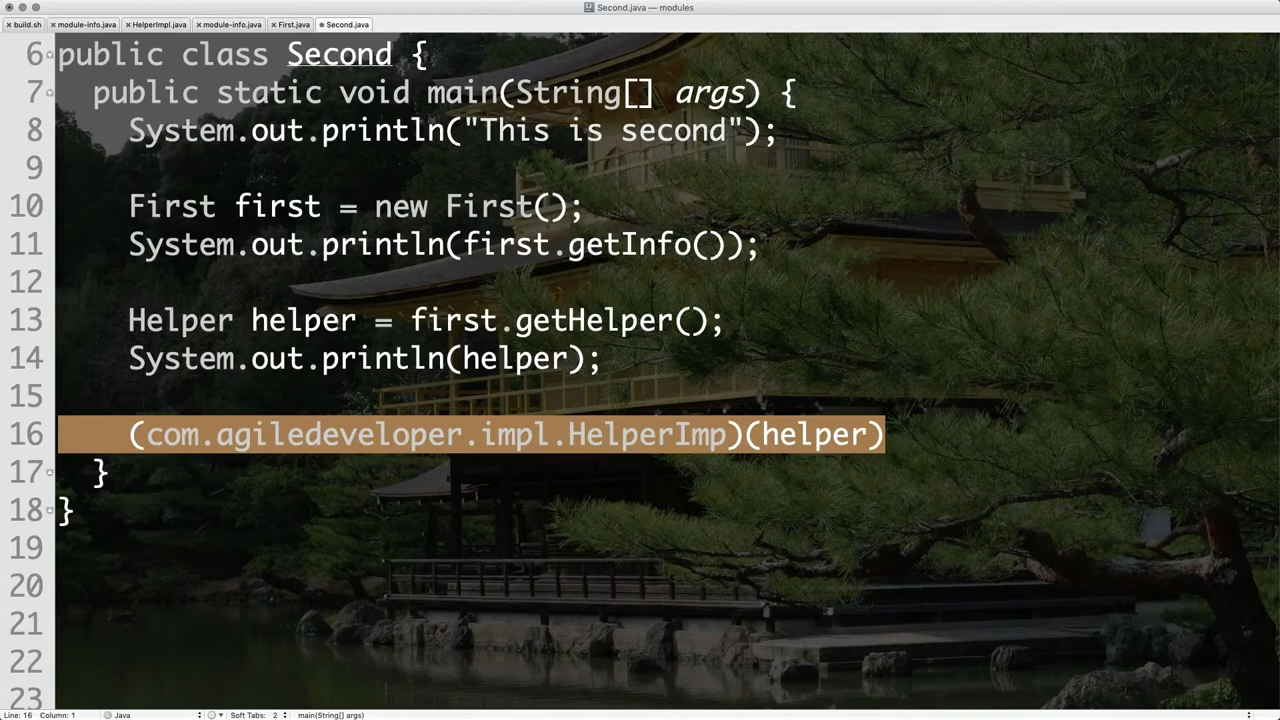 Second.java — modules
build.sh module-info.java HelperImpl.java module-info.java First.java Second.java
6 public class Second {
7 public static void main(String[] args) {
8 System.out.println("This is second");
9
10 First first = new First();
11 System.out.println(first.getInfo());
12
13 Helper helper = first.getHelper();
14 System.out.println(helper);
15
16 (com.agiledeveloper.impl.HelperImp)(helper)
17 }
18 }
19
20
21
22
23
Line: 16 Column: 1 Java Soft Tabs: 2 main(String[] args)